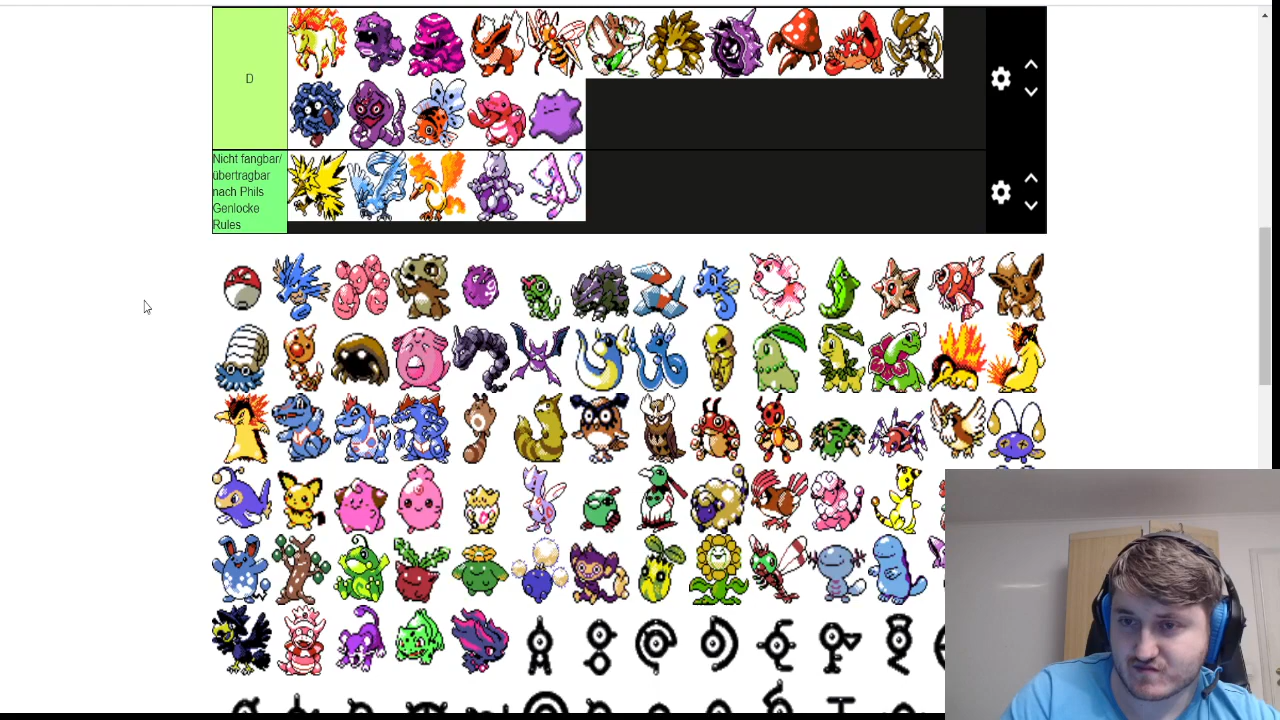 D
Nicht fangbar/
übertragbar
nach Phils
Genlocke
Rules